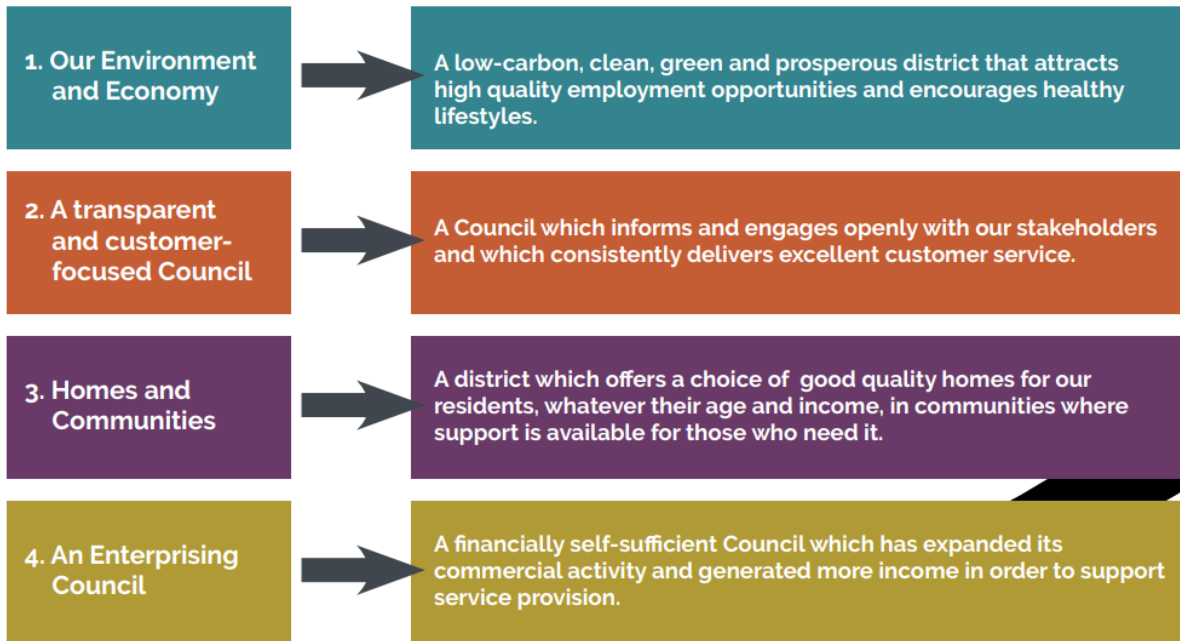 1. Our Environment
and Economy
A low-carbon, clean, green and prosperous district that attracts
high quality employment opportunities and encourages healthy
lifestyles.
2. A transparent
and customer-
focused Council
A Council which informs and engages openly with our stakeholders
and which consistently delivers excellent customer service.
3. Homes and
Communities
A district which offers a choice of  good quality homes for our
residents, whatever their age and income, in communities where
support is available for those who need it.
4. An Enterprising
Council
A financially self-sufficient Council which has expanded its
commercial activity and generated more income in order to support
service provision.